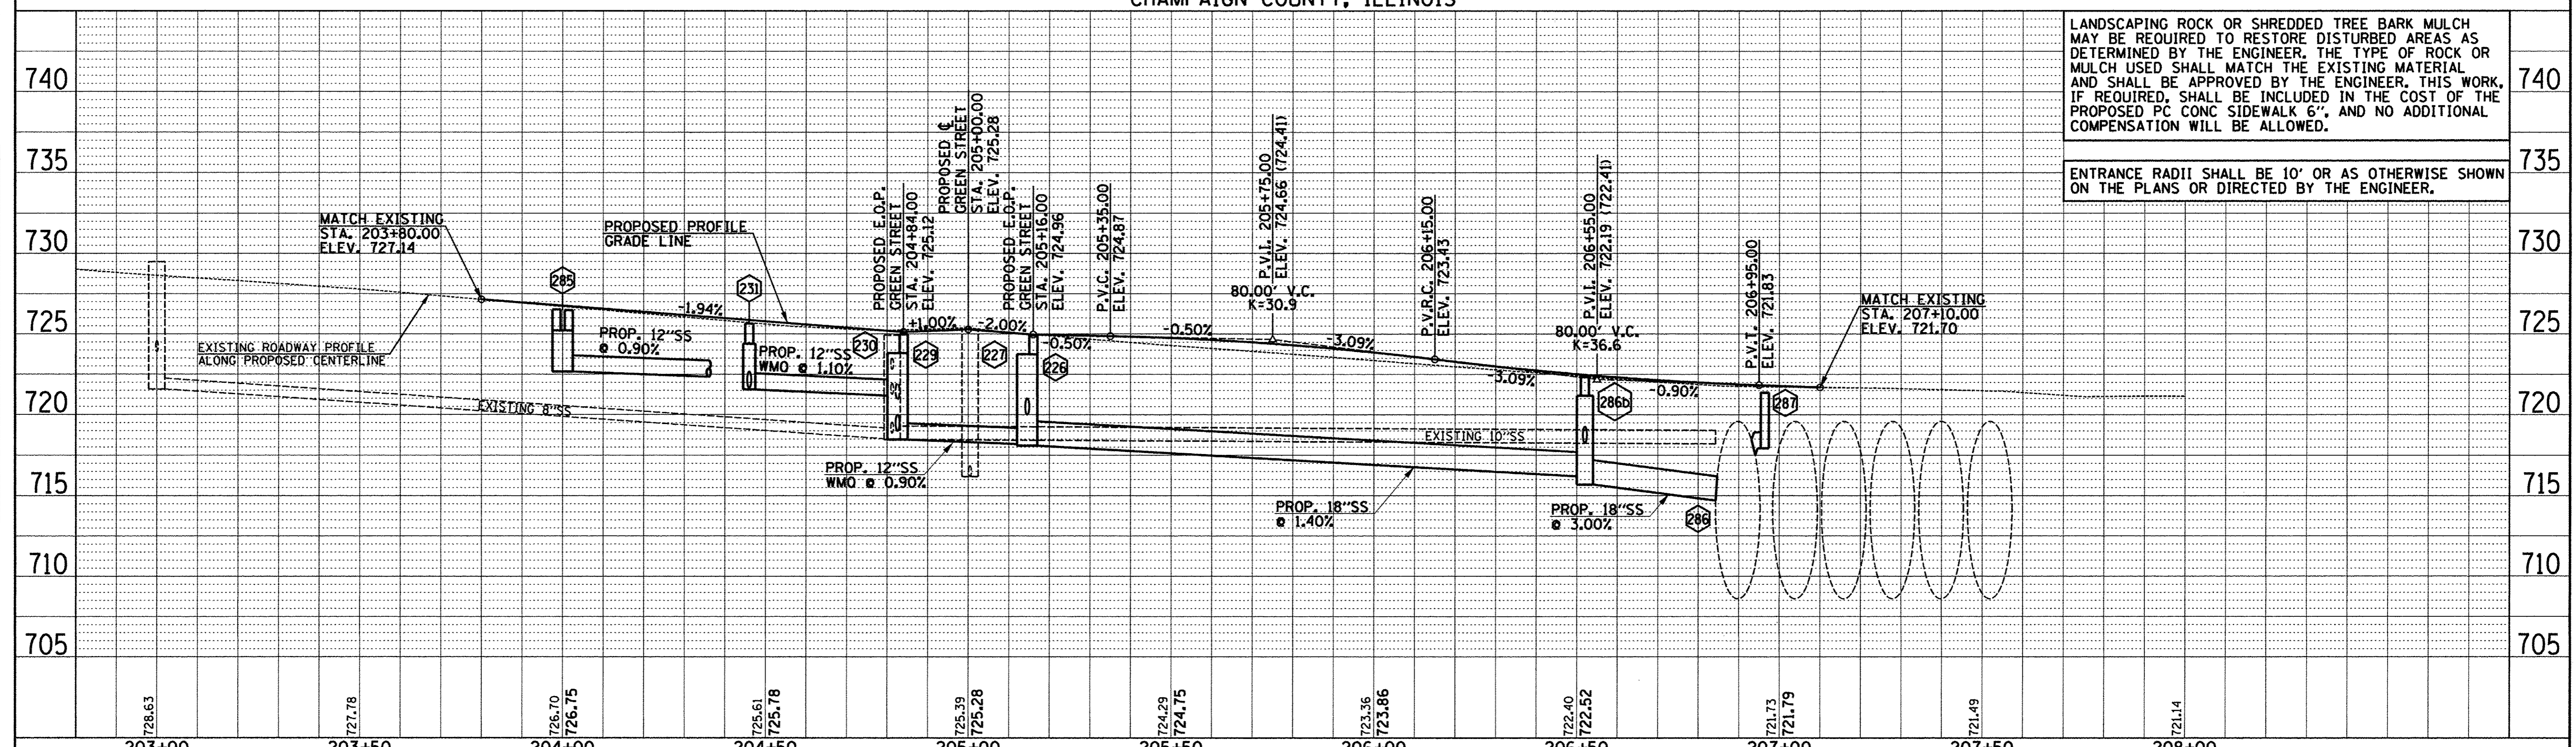 CHAMPAIGN COUNTY, ILLINOIS
LANDSCAPING ROCK OR SHREDDED TREE BARK MULCH
MAY BE REQUIRED TO RESTORE DISTURBED AREAS AS
DETERMINED BY THE ENGINEER. THE TYPE OF ROCK OR
MULCH USED SHALL MATCH THE EXISTING MATERIAL
AND SHALL BE APPROVED BY THE ENGINEER. THIS WORK,
IF REQUIRED, SHALL BE INCLUDED IN THE COST OF THE
PROPOSED PC CONC SIDEWALK 6", AND NO ADDITIONAL
COMPENSATION WILL BE ALLOWED.
ENTRANCE RADII SHALL BE 10' OR AS OTHERWISE SHOWN
ON THE PLANS OR DIRECTED BY THE ENGINEER.
740
735
730
725
720
715
710
705
740
735
730
725
720
715
710
705
MATCH EXISTING
STA. 203+80.00
ELEV. 727.14
PROPOSED PROFILE
GRADE LINE
PROPOSED E.O.P.
GREEN STREET
STA. 204+84.00
ELEV. 725.12
PROPOSED ℄
GREEN STREET
STA. 205+00.00
ELEV. 725.28
PROPOSED E.O.P.
GREEN STREET
STA. 205+16.00
ELEV. 724.96
P.V.C. 205+35.00
ELEV. 724.87
P.V.I. 205+75.00
ELEV. 724.66 (724.41)
80.00' V.C.
K=30.9
P.V.R.C. 206+15.00
ELEV. 723.43
P.V.I. 206+55.00
ELEV. 722.19 (722.41)
80.00' V.C.
K=36.6
P.V.T. 206+95.00
ELEV. 721.83
MATCH EXISTING
STA. 207+10.00
ELEV. 721.70
285
231
230
229
227
226
286b
287
286
-1.94%
+1.00%
-2.00%
-0.50%
-0.50%
-3.09%
-3.09%
-0.90%
EXISTING ROADWAY PROFILE
ALONG PROPOSED CENTERLINE
PROP. 12"SS
@ 0.90%
PROP. 12"SS
WMQ @ 1.10%
EXISTING 8"SS
EXISTING 10"SS
PROP. 12"SS
WMQ @ 0.90%
PROP. 18"SS
@ 1.40%
PROP. 18"SS
@ 3.00%
728.63
727.78
726.70
726.75
725.61
725.78
725.39
725.28
724.29
724.75
723.36
723.86
722.40
722.52
721.73
721.79
721.49
721.14
203+00
203+50
204+00
204+50
205+00
205+50
206+00
206+50
207+00
207+50
208+00